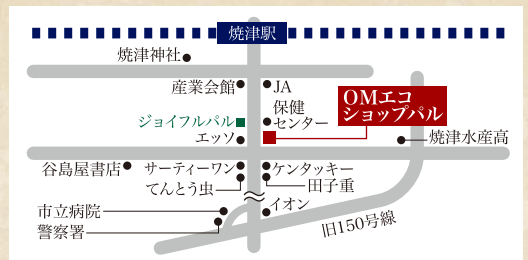 焼津駅
焼津神社
産業会館
JA
保健
センター
OMエコ
ショップパル
ジョイフルパル
エッソ
焼津水産高
谷島屋書店
サーティーワン
ケンタッキー
てんとう虫
田子重
市立病院
イオン
警察署
旧150号線